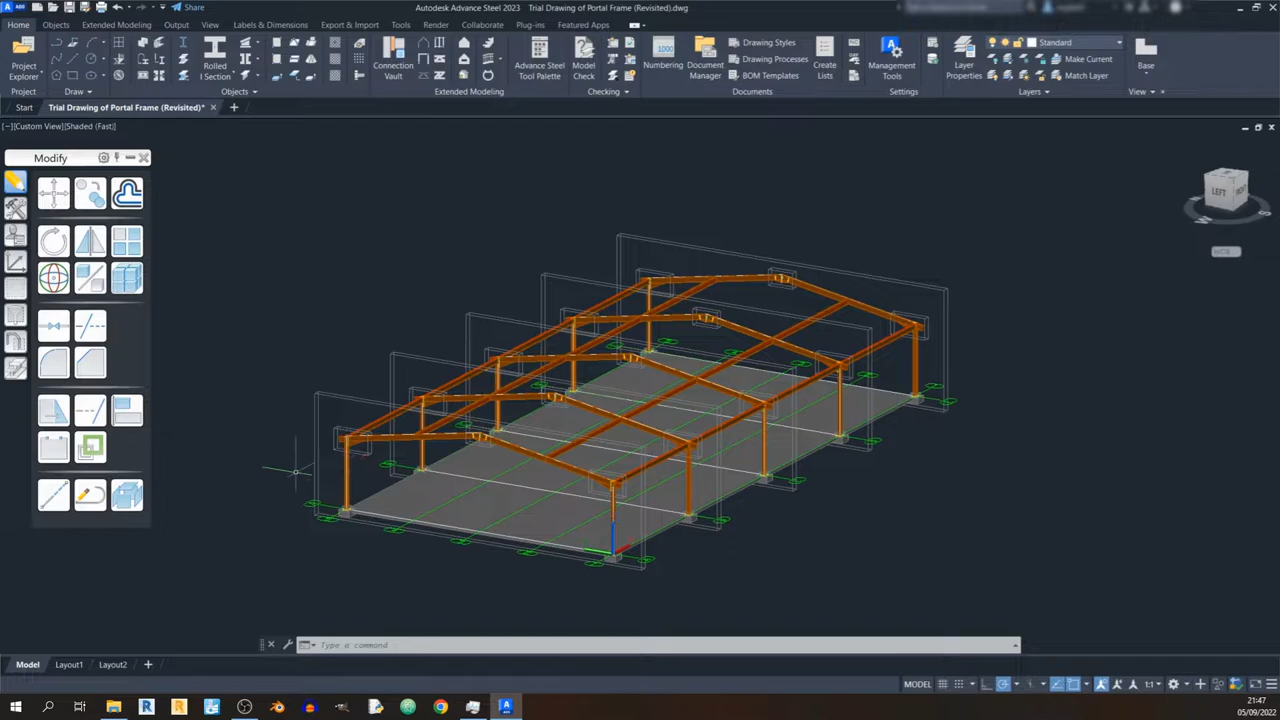 Share
Autodesk Advance Steel 2023 Trial Drawing of Portal Frame (Revisited).dwg
Home Objects Extended Modeling Output View Labels & Dimensions Export & Import Tools Render Collaborate Plug-ins Featured Apps
Project
Explorer
Rolled
I Section
Connection
Vault
Advance Steel
Tool Palette
Model
Check
1000
Numbering
Document
Manager
Drawing Styles
Drawing Processes
BOM Templates
Create
Lists
Management
Tools
Layer
Properties
Standard
Make Current
Match Layer
Base
Project Draw Objects Extended Modeling Checking Documents Settings Layers View
Start Trial Drawing of Portal Frame (Revisited)*
[−][Custom View][Shaded (Fast)]
Modify
LEFT
FRONT
W
S
WCS
Type a command
Model Layout1 Layout2
MODEL
1:1
21:47
05/09/2022